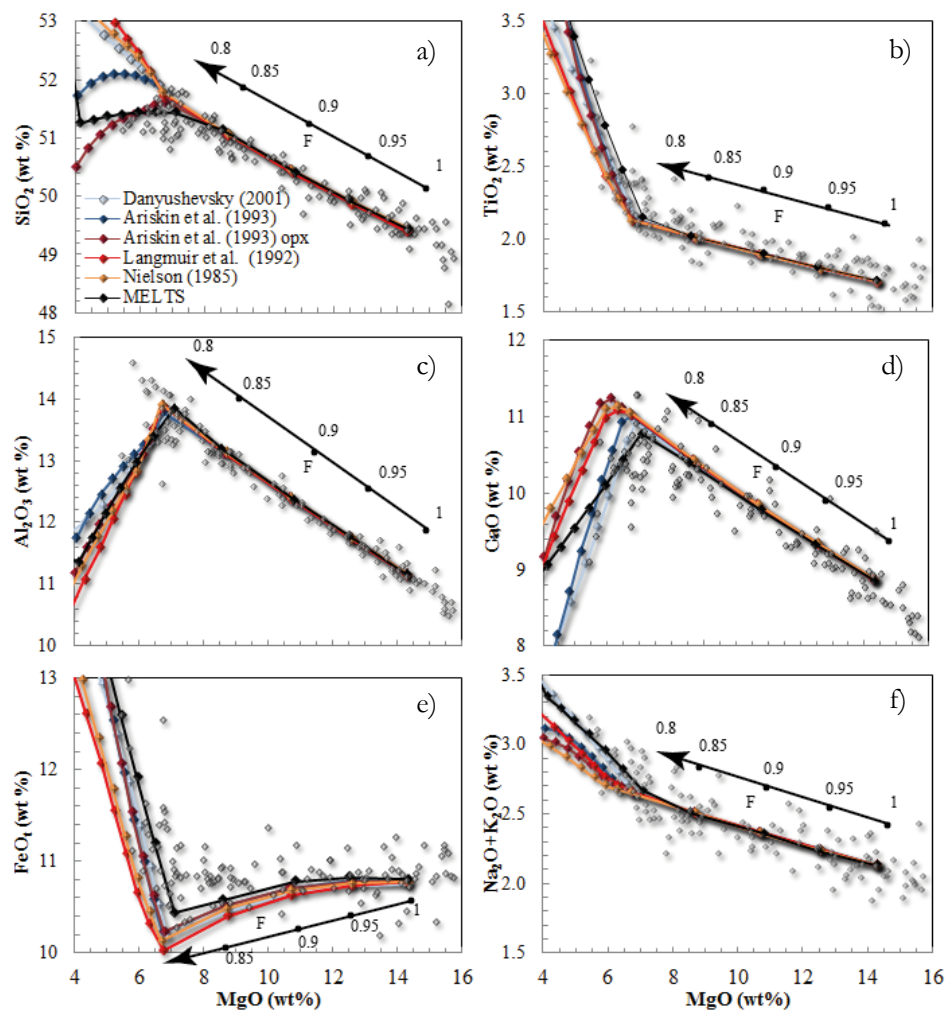 a)
53
52
51
50
49
48
SiO2 (wt %)
0.8
0.85
0.9
F
0.95
1
Danyushevsky (2001)
Ariskin et al. (1993)
Ariskin et al. (1993) opx
Langmuir et al. (1992)
Nielson (1985)
MELTS
b)
3.5
3.0
2.5
2.0
1.5
TiO2 (wt %)
0.8
0.85
0.9
F
0.95
1
c)
15
14
13
12
11
10
Al2O3 (wt %)
0.8
0.85
0.9
F
0.95
1
d)
12
11
10
9
8
CaO (wt %)
0.8
0.85
0.9
F
0.95
1
e)
13
12
11
10
FeOt (wt %)
F
1
0.95
0.9
0.85
4 6 8 10 12 14 16
MgO (wt%)
f)
3.5
3.0
2.5
2.0
1.5
Na2O+K2O (wt %)
0.8
0.85
0.9
F
0.95
1
4 6 8 10 12 14 16
MgO (wt%)